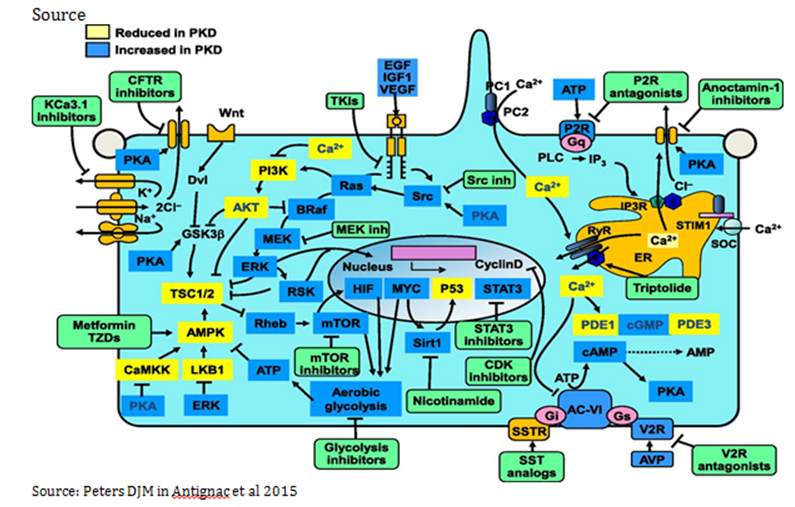 Source
Reduced in PKD
Increased in PKD
KCa3.1
inhibitors
CFTR
inhibitors
Wnt
TKIs
EGF
IGF1
VEGF
PC1
Ca²⁺
PC2
ATP
P2R
antagonists
Anoctamin-1
inhibitors
P2R
Gq
PLC
IP₃
PKA
PKA
Cl⁻
K⁺
2Cl⁻
Na⁺
Dvl
GSK3β
PKA
Ca²⁺
PI3K
AKT
Ras
BRaf
Src
Src inh
PKA
MEK
MEK inh
ERK
RSK
Ca²⁺
IP3R
RyR
Ca²⁺
ER
STIM1
SOC
Ca²⁺
Triptolide
Nucleus
CyclinD
HIF
MYC
P53
STAT3
TSC1/2
Rheb
mTOR
mTOR
inhibitors
Sirt1
STAT3
inhibitors
CDK
inhibitors
Nicotinamide
Metformin
TZDs
AMPK
CaMKK
LKB1
ATP
PKA
ERK
Aerobic
glycolysis
Glycolysis
inhibitors
Ca²⁺
PDE1
cGMP
PDE3
cAMP
AMP
ATP
PKA
AC-VI
Gi
Gs
SSTR
SST
analogs
V2R
AVP
V2R
antagonists
Source: Peters DJM in Antignac et al 2015